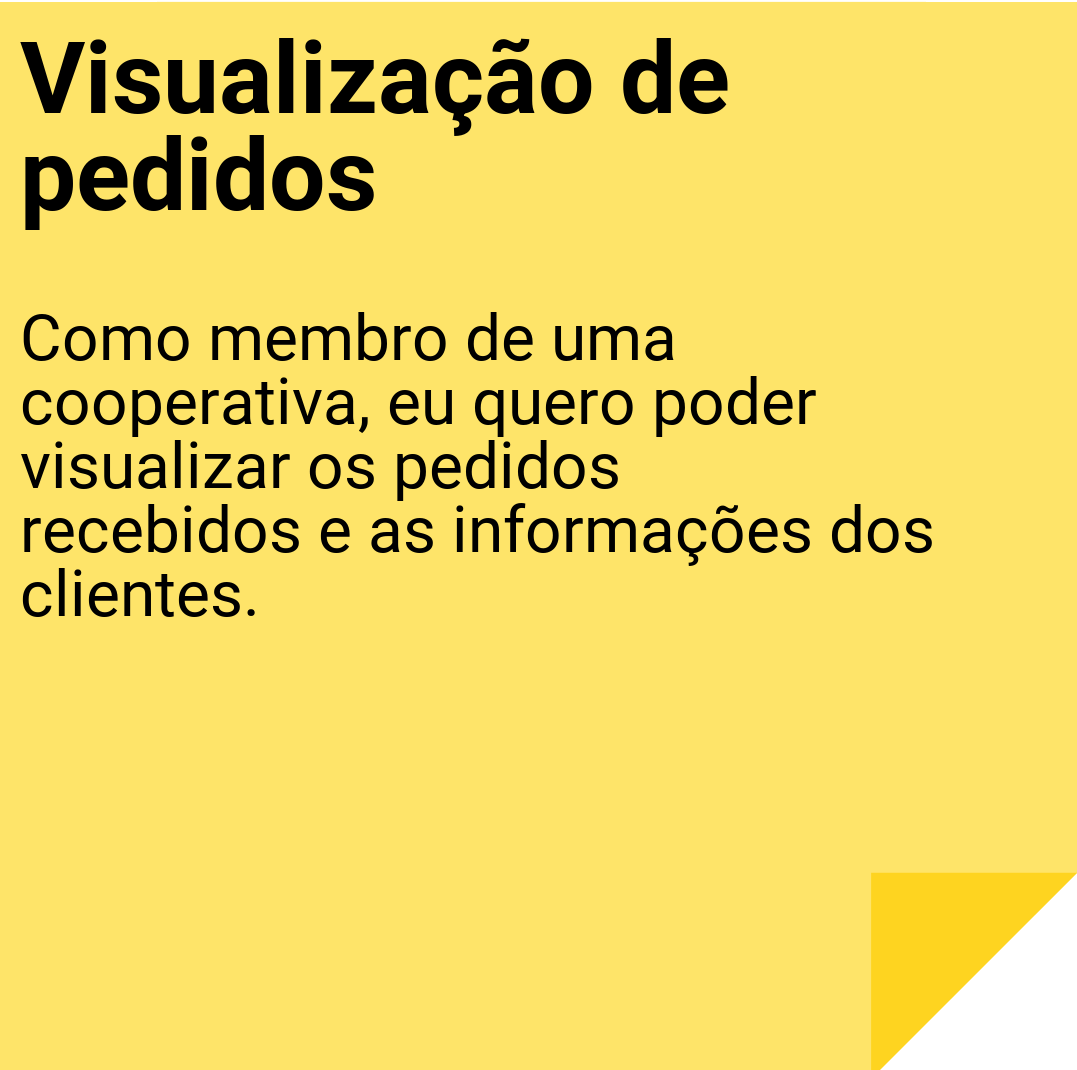 Visualização de
pedidos
Como membro de uma
cooperativa, eu quero poder
visualizar os pedidos
recebidos e as informações dos
clientes.